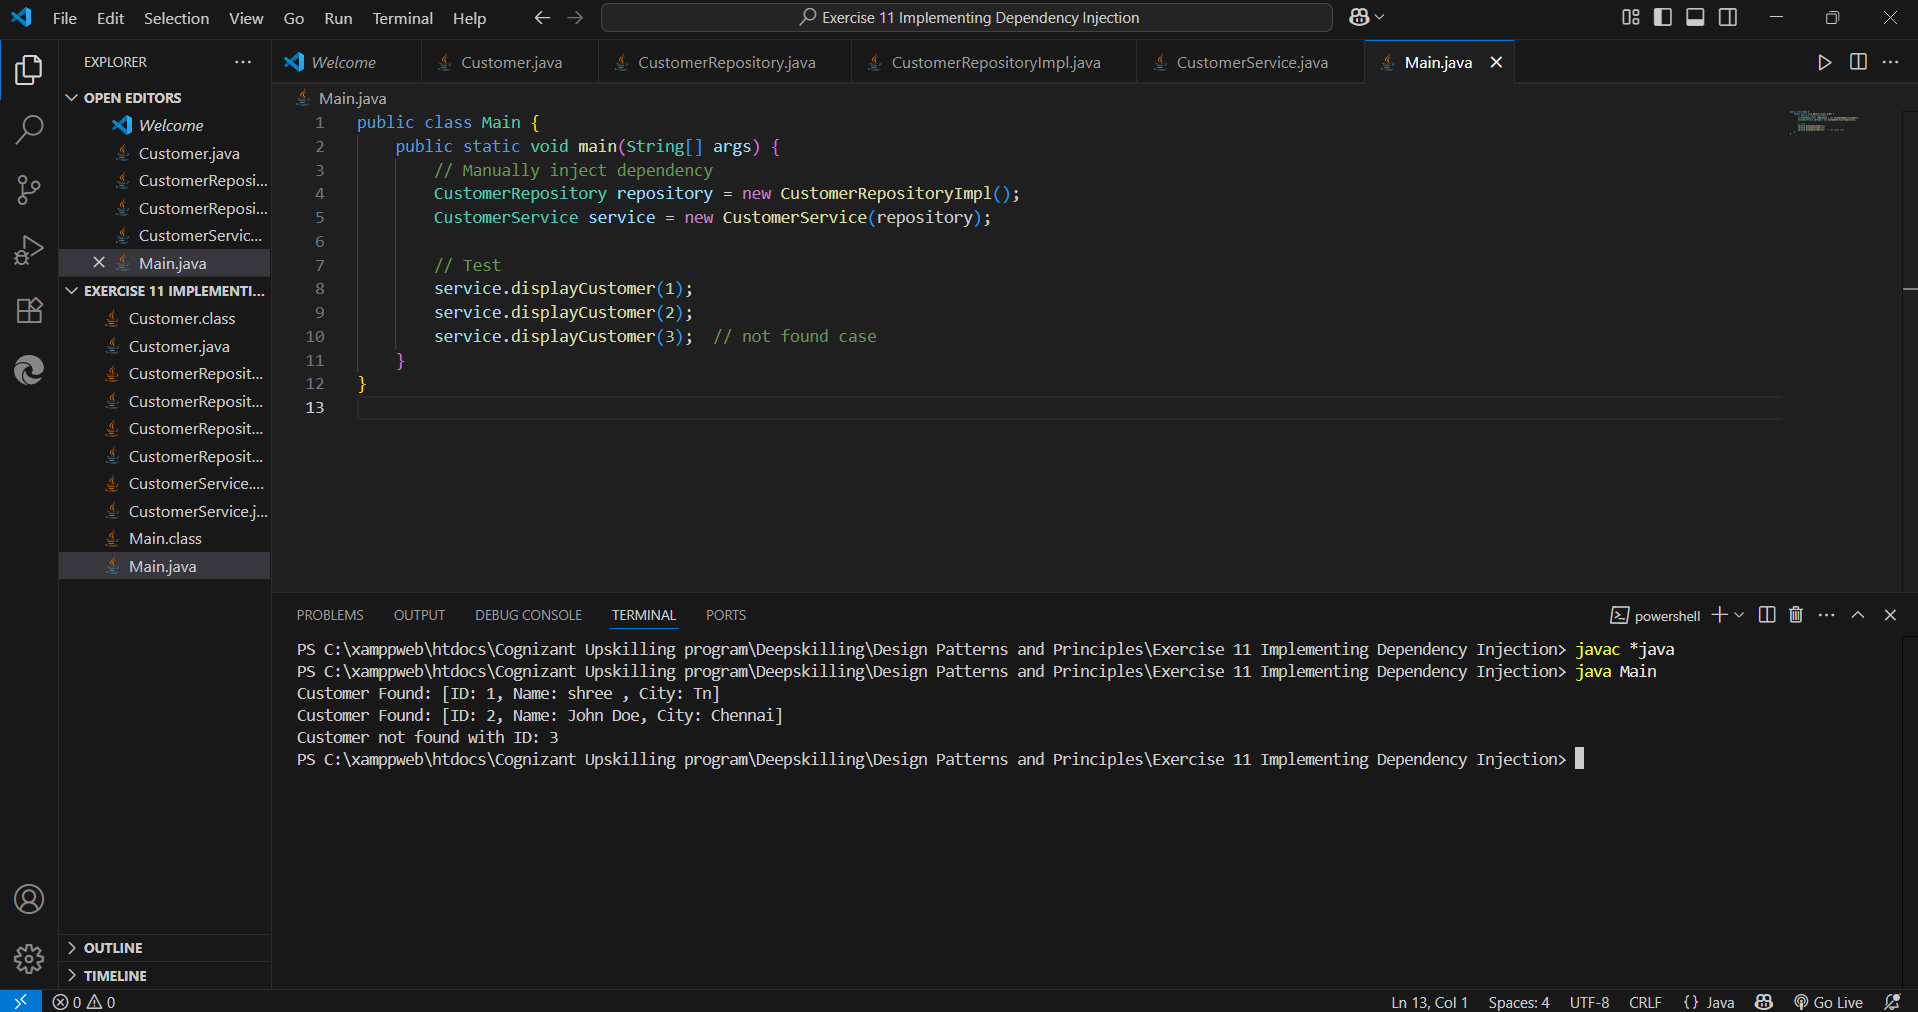 File Edit Selection View Go Run Terminal Help
Exercise 11 Implementing Dependency Injection
EXPLORER
OPEN EDITORS
Welcome
Customer.java
CustomerReposi...
CustomerReposi...
CustomerServic...
Main.java
EXERCISE 11 IMPLEMENTI...
Customer.class
Customer.java
CustomerReposit...
CustomerReposit...
CustomerReposit...
CustomerReposit...
CustomerService....
CustomerService.j...
Main.class
Main.java
OUTLINE
TIMELINE
Welcome Customer.java CustomerRepository.java CustomerRepositoryImpl.java CustomerService.java Main.java
Main.java
1 public class Main {
2 public static void main(String[] args) {
3 // Manually inject dependency
4 CustomerRepository repository = new CustomerRepositoryImpl();
5 CustomerService service = new CustomerService(repository);
6
7 // Test
8 service.displayCustomer(1);
9 service.displayCustomer(2);
10 service.displayCustomer(3); // not found case
11 }
12 }
13
PROBLEMS OUTPUT DEBUG CONSOLE TERMINAL PORTS
powershell
PS C:\xamppweb\htdocs\Cognizant Upskilling program\Deepskilling\Design Patterns and Principles\Exercise 11 Implementing Dependency Injection> javac *java
PS C:\xamppweb\htdocs\Cognizant Upskilling program\Deepskilling\Design Patterns and Principles\Exercise 11 Implementing Dependency Injection> java Main
Customer Found: [ID: 1, Name: shree , City: Tn]
Customer Found: [ID: 2, Name: John Doe, City: Chennai]
Customer not found with ID: 3
PS C:\xamppweb\htdocs\Cognizant Upskilling program\Deepskilling\Design Patterns and Principles\Exercise 11 Implementing Dependency Injection>
0 0
Ln 13, Col 1 Spaces: 4 UTF-8 CRLF {} Java Go Live